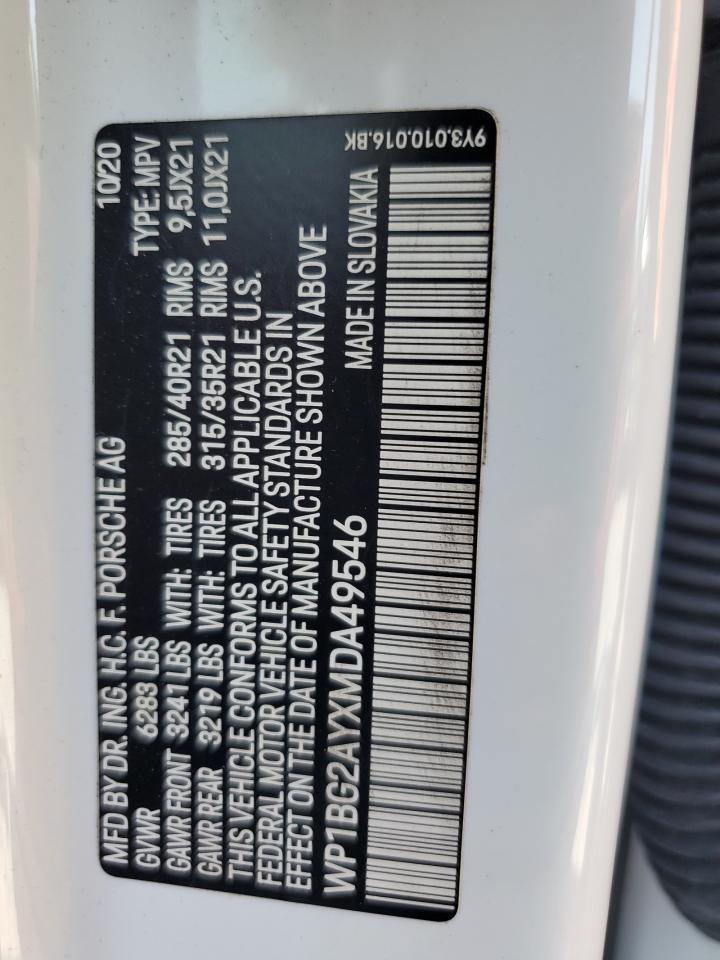 MFD BY DR. ING. H.C. F. PORSCHE AG 10/20
GVWR 6283 LBS TYPE: MPV
GAWR FRONT 3241 LBS WITH: TIRES 285/40R21 RIMS 9,5JX21
GAWR REAR 3219 LBS WITH: TIRES 315/35R21 RIMS 11,0JX21
THIS VEHICLE CONFORMS TO ALL APPLICABLE U.S.
FEDERAL MOTOR VEHICLE SAFETY STANDARDS IN
EFFECT ON THE DATE OF MANUFACTURE SHOWN ABOVE
WP1BG2AYXMDA49546 MADE IN SLOVAKIA
9Y3.010.016.BK